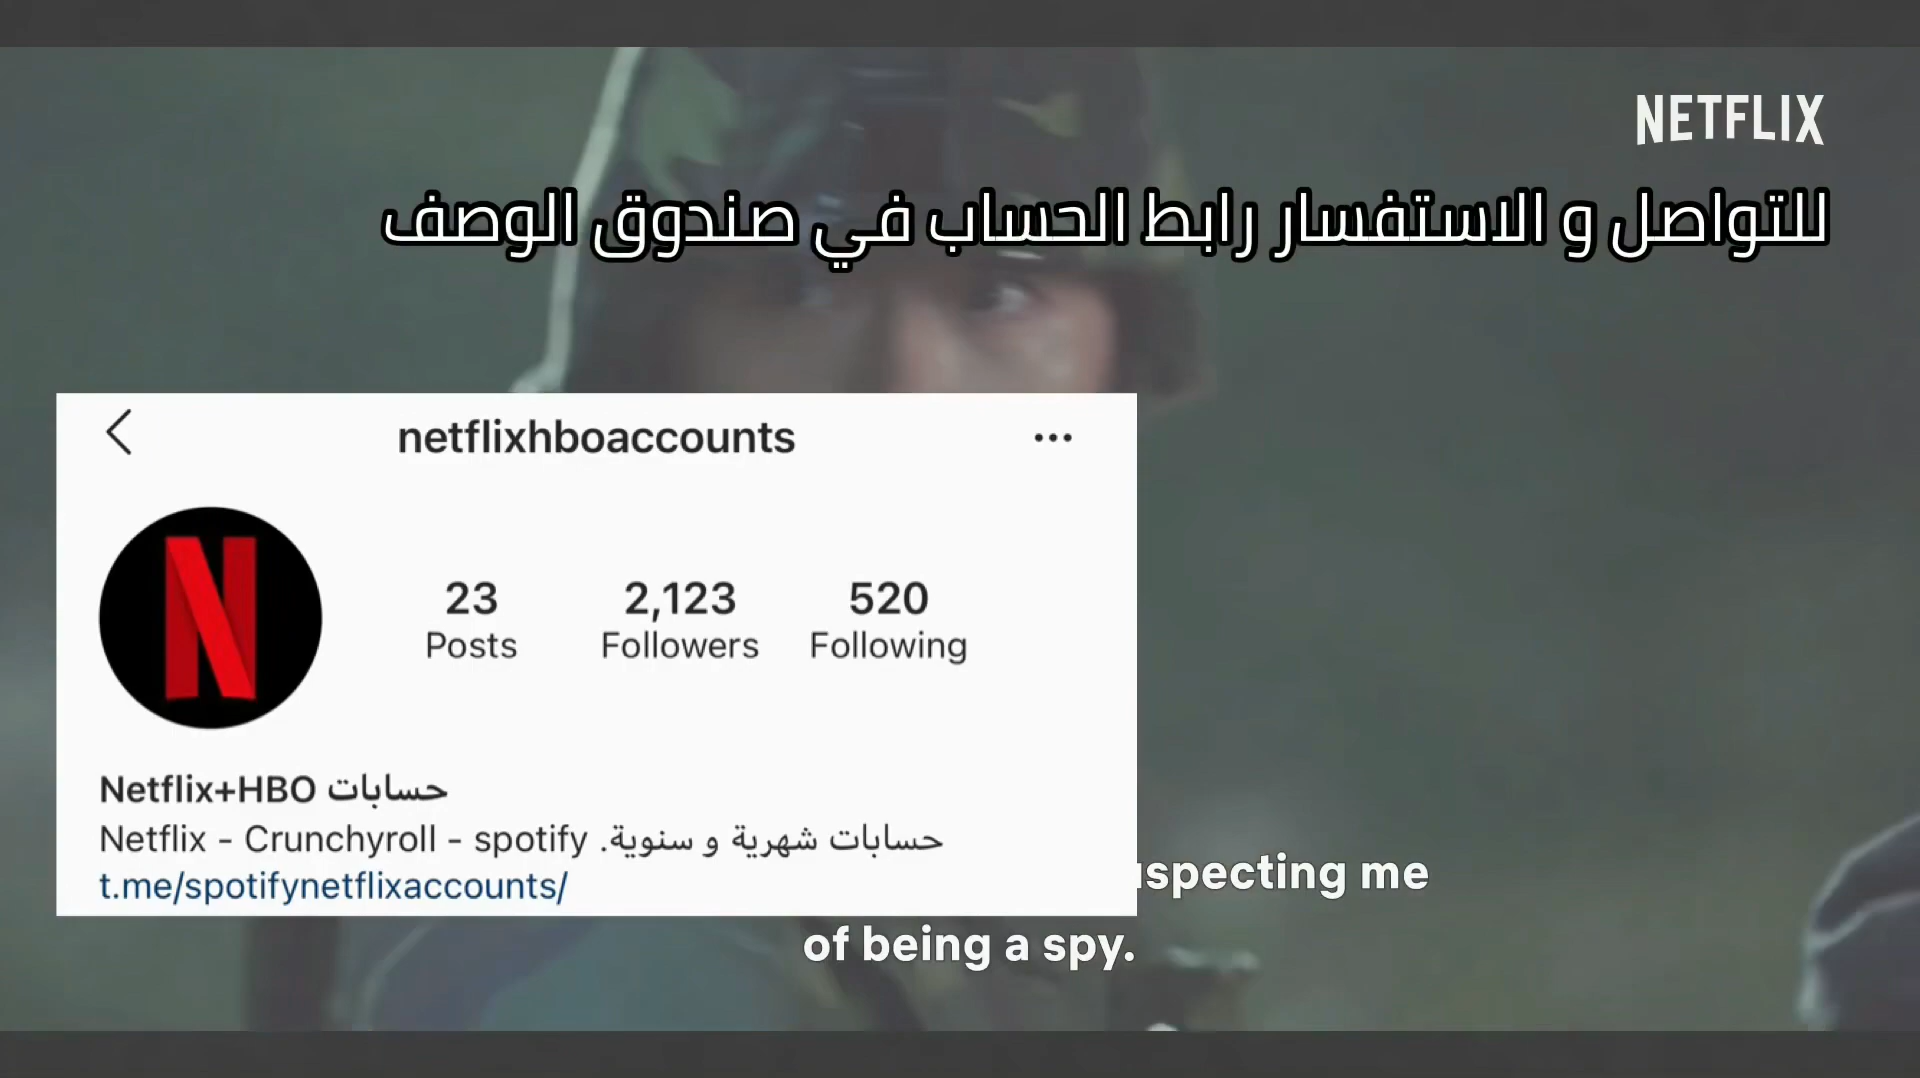 NETFLIX
للتواصل و الاستفسار رابط الحساب في صندوق الوصف
netflixhboaccounts
23
2,123
520
Posts
Followers
Following
Netflix+HBO حسابات
Netflix - Crunchyroll - spotify .حسابات شهرية و سنوية
t.me/spotifynetflixaccounts/
me
of being a spy.